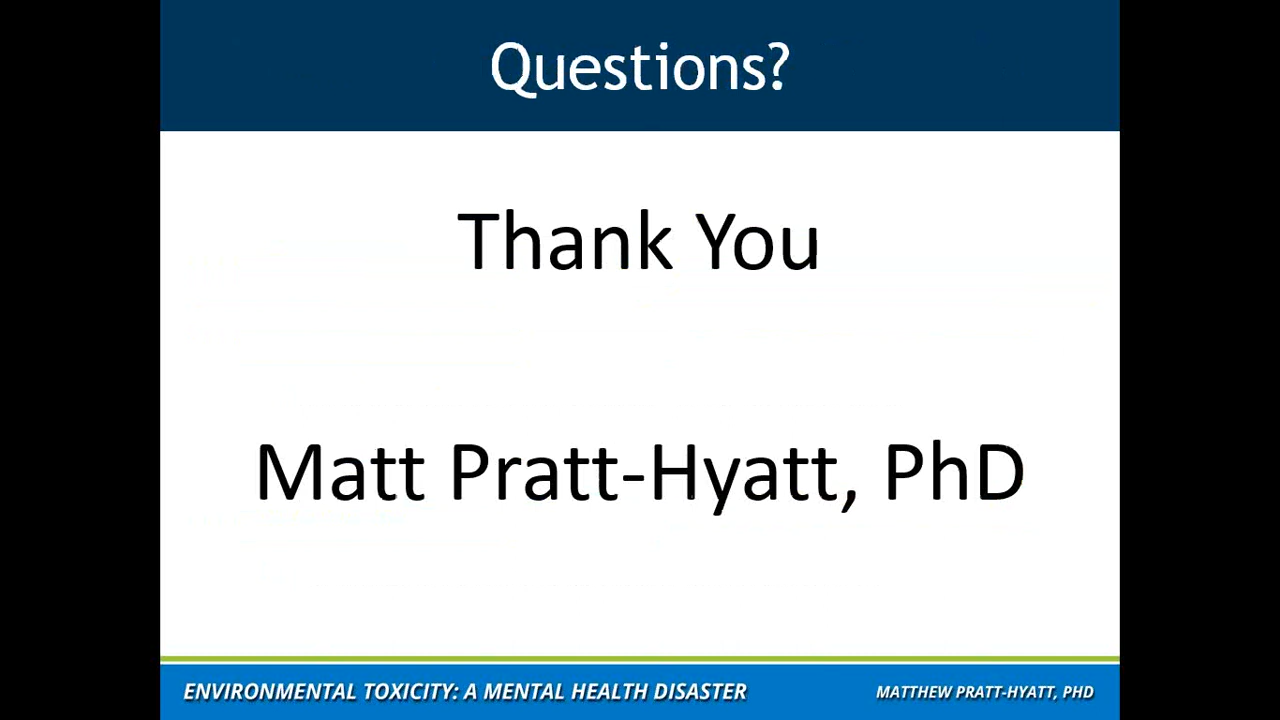 Questions?
Thank You
Matt Pratt-Hyatt, PhD
ENVIRONMENTAL TOXICITY: A MENTAL HEALTH DISASTER
MATTHEW PRATT-HYATT, PHD